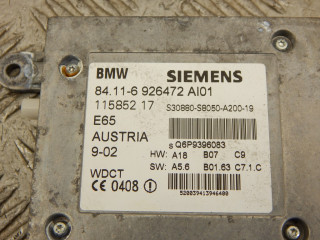 BMW SIEMENS
84.11-6 926472 AI01
115852 17 S30880-S8050-A200-19
E65
AUSTRIA
9-02 S Q6P9396083
HW: A18 B07 C9
WDCT SW: A5.6 B01.63 C7.1.C
CE 0408 !
520039413946400